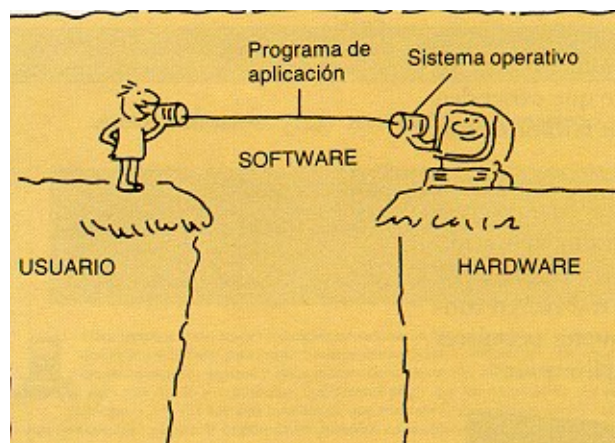 Programa de
aplicación
Sistema operativo
SOFTWARE
USUARIO
HARDWARE